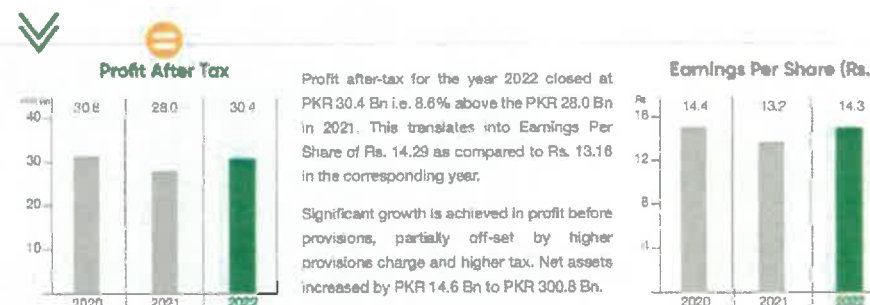 Profit After Tax
40
30.6
28.0
30.4
30
20
10
2020
2021
2022
Profit after-tax for the year 2022 closed at
PKR 30.4 Bn i.e. 8.6% above the PKR 28.0 Bn
in 2021. This translates into Earnings Per
Share of Rs. 14.29 as compared to Rs. 13.16
in the corresponding year.
Significant growth is achieved in profit before
provisions, partially off-set by higher
provisions charge and higher tax. Net assets
increased by PKR 14.6 Bn to PKR 300.8 Bn.
Earnings Per Share (Rs.
Rs
16
14.4
13.2
14.3
12
8
4
2020
2021
2022